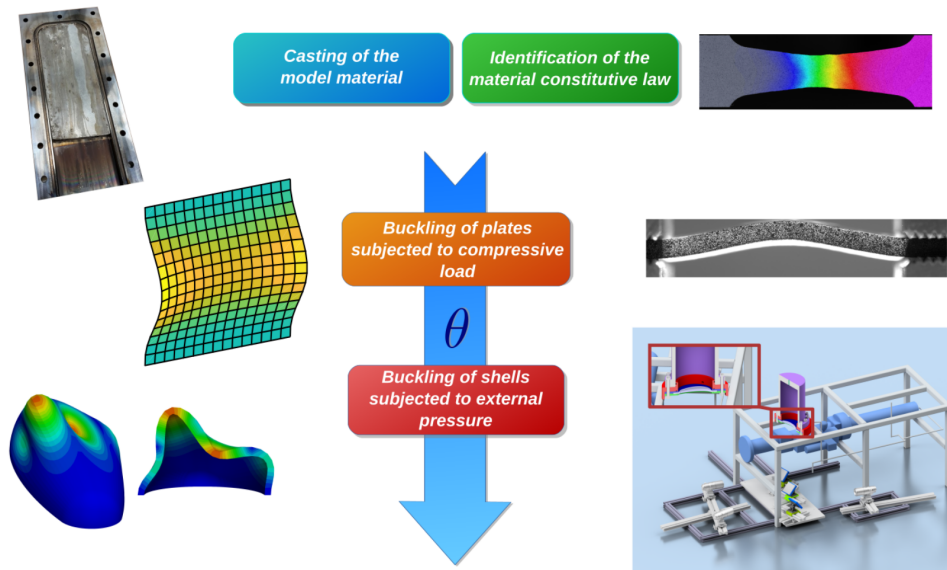 Casting of the
model material
Identification of the
material constitutive law
Buckling of plates
subjected to compressive
load
θ
Buckling of shells
subjected to external
pressure